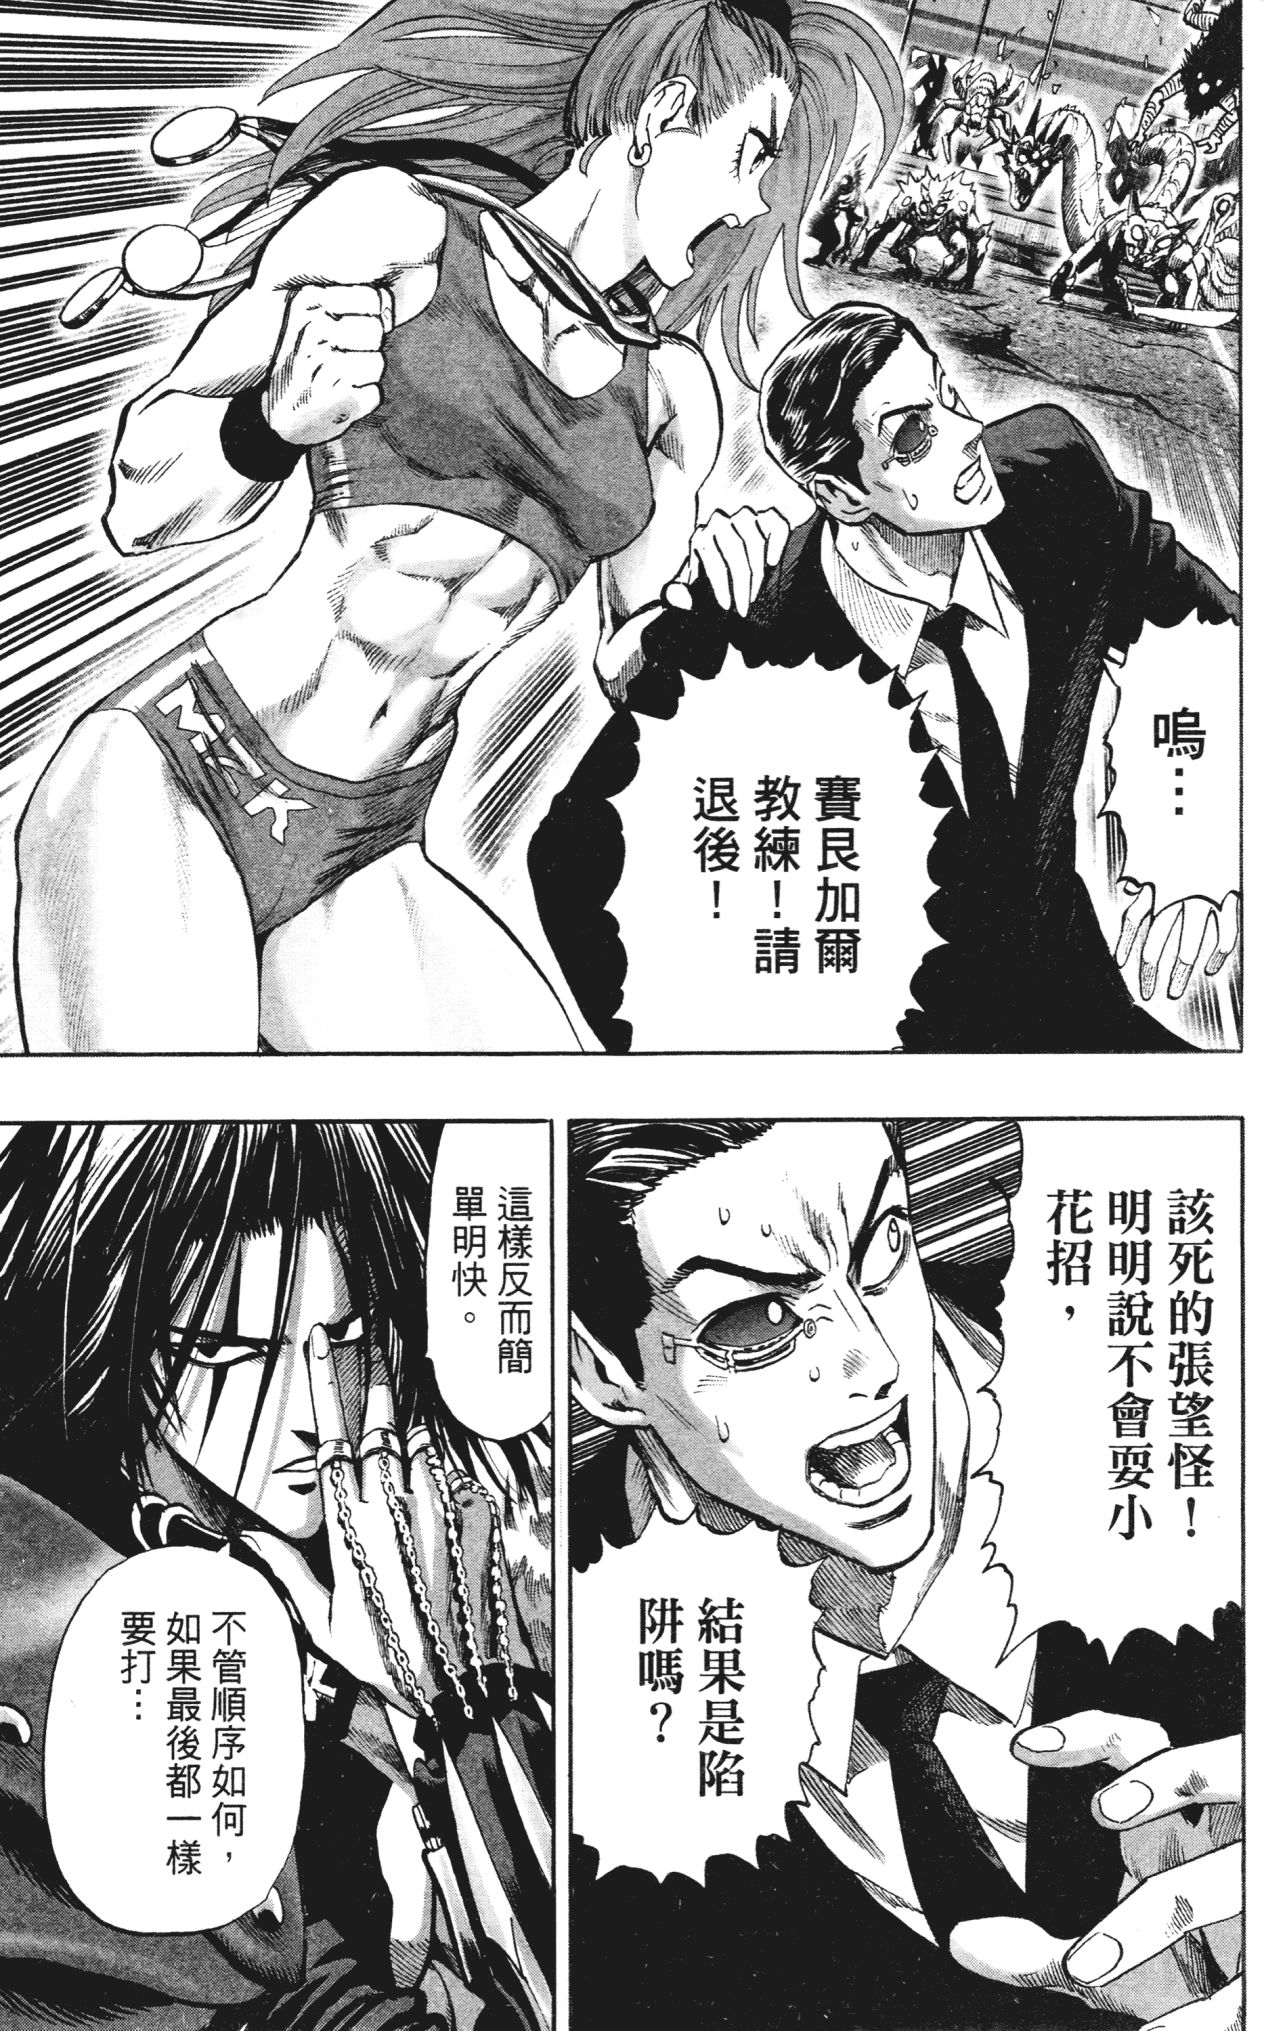 嗚…
賽艮加爾
教練！請
退後！
該死的張望怪！
明明說不會耍小
花招，
結果是陷
阱嗎？
這樣反而簡
單明快。
不管順序如何，
如果最後都一樣
要打…